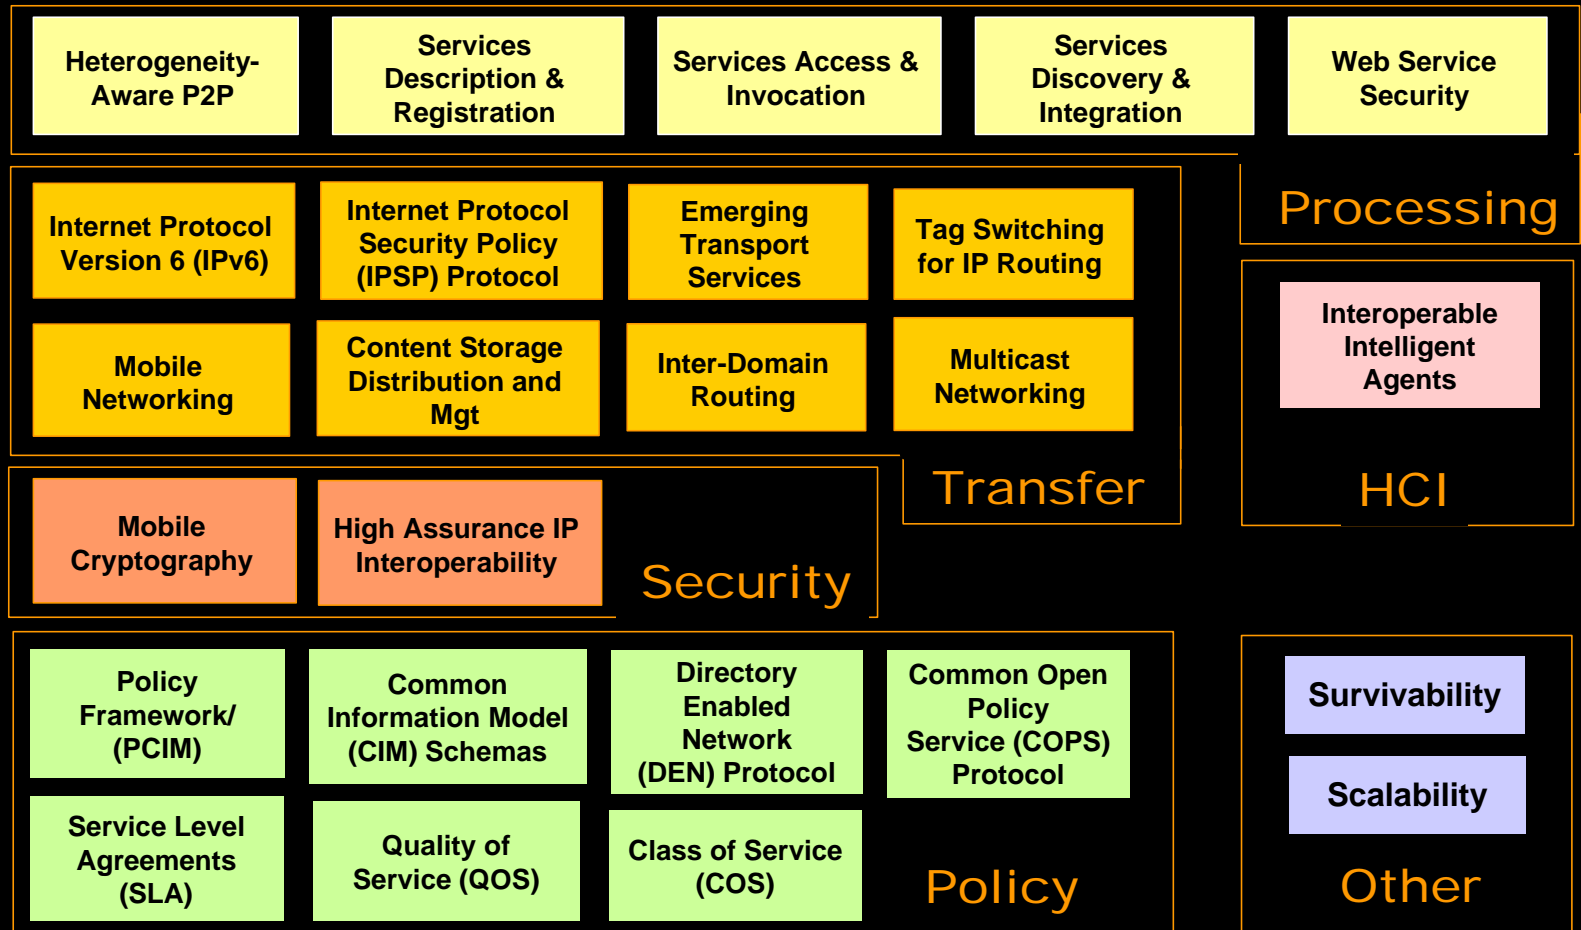 Heterogeneity-
Aware P2P
Services
Description &
Registration
Services Access &
Invocation
Services
Discovery &
Integration
Web Service
Security
Processing
Internet Protocol
Version 6 (IPv6)
Internet Protocol
Security Policy
(IPSP) Protocol
Emerging
Transport
Services
Tag Switching
for IP Routing
Mobile
Networking
Content Storage
Distribution and
Mgt
Inter-Domain
Routing
Multicast
Networking
Transfer
Interoperable
Intelligent
Agents
HCI
Mobile
Cryptography
High Assurance IP
Interoperability
Security
Policy
Framework/
(PCIM)
Common
Information Model
(CIM) Schemas
Directory
Enabled
Network
(DEN) Protocol
Common Open
Policy
Service (COPS)
Protocol
Service Level
Agreements
(SLA)
Quality of
Service (QOS)
Class of Service
(COS)
Policy
Survivability
Scalability
Other